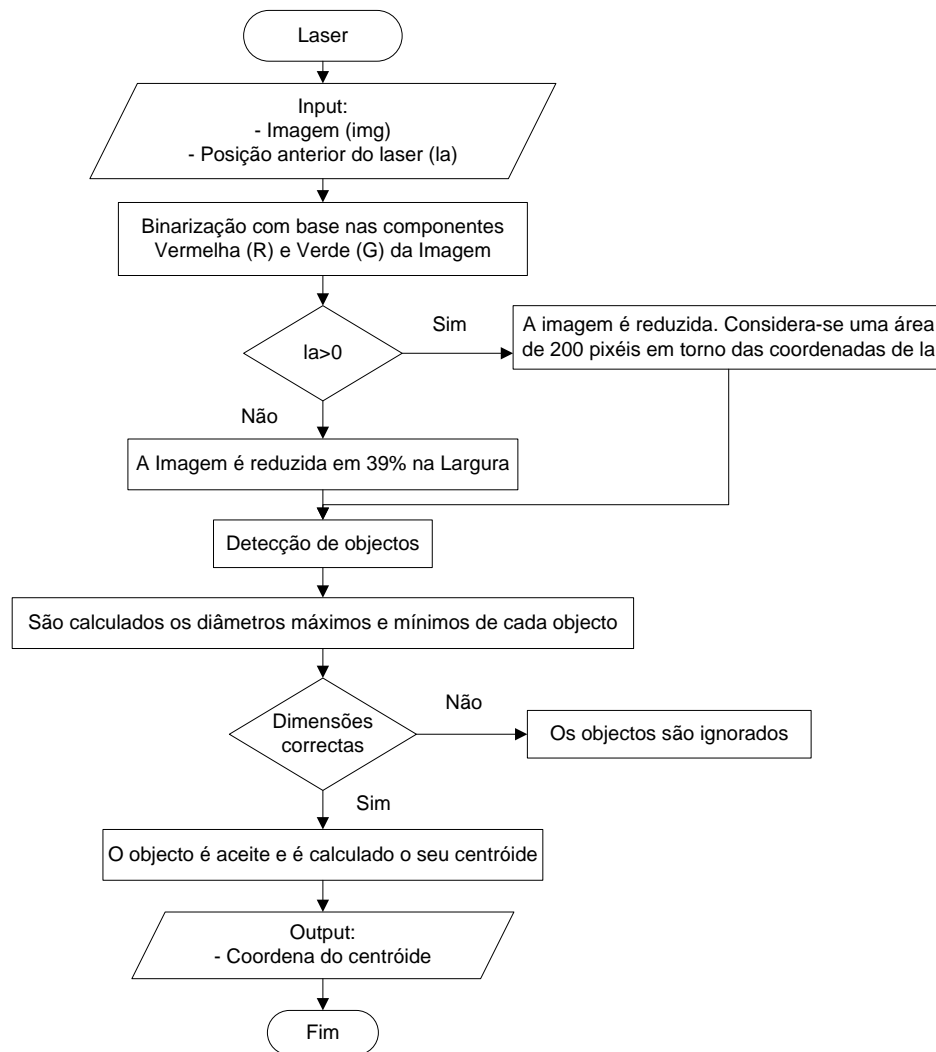 Laser
Input:
- Imagem (img)
- Posição anterior do laser (la)
Binarização com base nas componentes
Vermelha (R) e Verde (G) da Imagem
la>0
Sim
A imagem é reduzida. Considera-se uma área
de 200 pixéis em torno das coordenadas de la
Não
A Imagem é reduzida em 39% na Largura
Detecção de objectos
São calculados os diâmetros máximos e mínimos de cada objecto
Dimensões
correctas
Não
Os objectos são ignorados
Sim
O objecto é aceite e é calculado o seu centróide
Output:
- Coordena do centróide
Fim